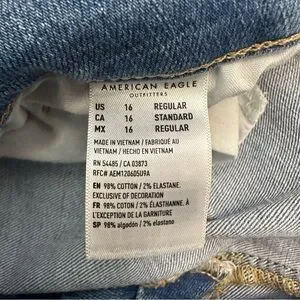 AMERICAN EAGLE
OUTFITTERS
US 16 REGULAR
CA 16 STANDARD
MX 16 REGULAR
MADE IN VIETNAM / FABRIQUÉ AU
VIETNAM / HECHO EN VIETNAM
RN 54485 / CA 03873
RFC# AEM120605U9A
EN 98% COTTON / 2% ELASTANE.
EXCLUSIVE OF DECORATION
FR 98% COTON / 2% ÉLASTHANNE. À
L'EXCEPTION DE LA GARNITURE
SP 98% algodón / 2% elastano